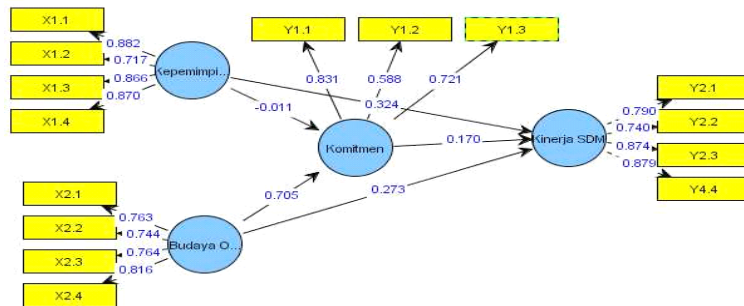 X1.1
X1.2
X1.3
X1.4
0.882
0.717
0.866
0.870
Kepemimpi...
Y1.1
Y1.2
Y1.3
0.831
0.588
0.721
-0.011
0.324
Komitmen
0.170
0.705
0.273
Kinerja SDM
0.790
0.740
0.874
0.879
Y2.1
Y2.2
Y2.3
Y4.4
X2.1
X2.2
X2.3
X2.4
0.763
0.744
0.764
0.816
Budaya O...